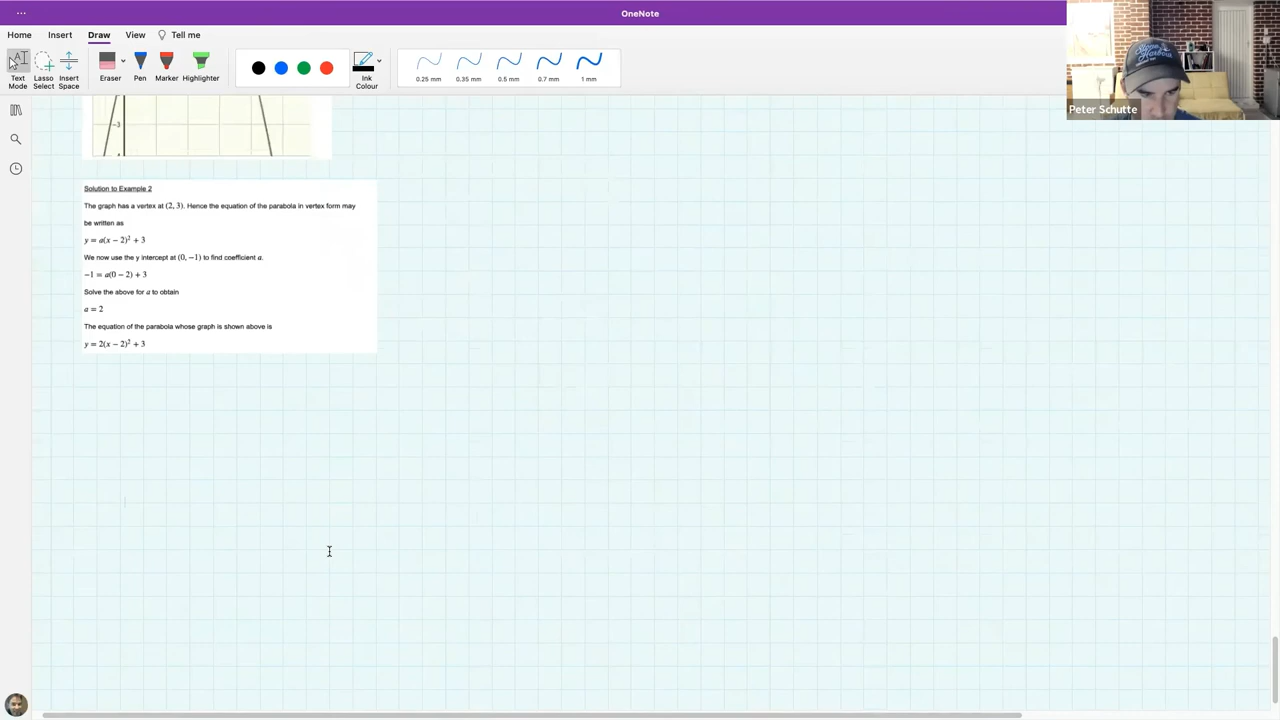 OneNote
Home Insert Draw View Tell me
Text Mode
Lasso Select
Insert Space
Eraser
Pen
Marker
Highlighter
Ink Colour
0.25 mm 0.35 mm 0.5 mm 0.7 mm 1 mm
Peter Schutte
-3
Solution to Example 2
The graph has a vertex at (2, 3). Hence the equation of the parabola in vertex form may
be written as
y = a(x − 2)² + 3
We now use the y intercept at (0, −1) to find coefficient a.
−1 = a(0 − 2) + 3
Solve the above for a to obtain
a = 2
The equation of the parabola whose graph is shown above is
y = 2(x − 2)² + 3